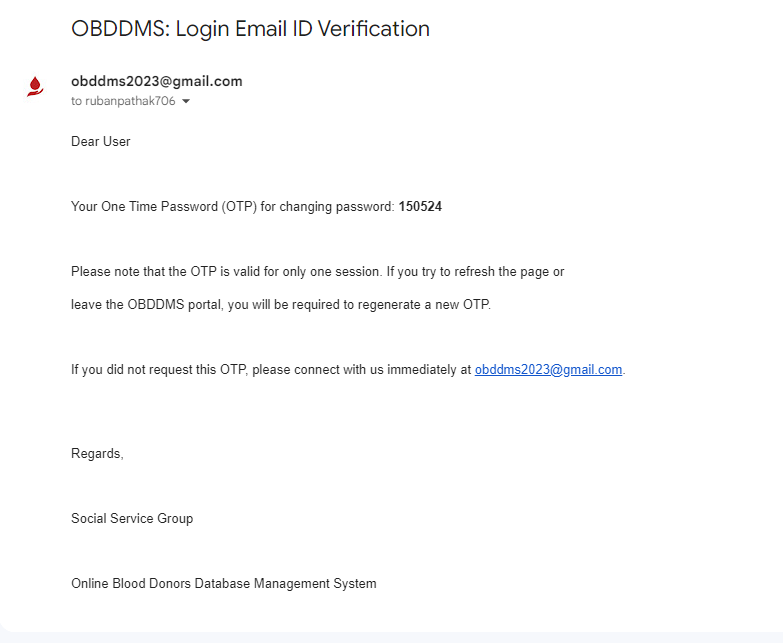 OBDDMS: Login Email ID Verification
obddms2023@gmail.com
to rubanpathak706
Dear User
Your One Time Password (OTP) for changing password: 150524
Please note that the OTP is valid for only one session. If you try to refresh the page or
leave the OBDDMS portal, you will be required to regenerate a new OTP.
If you did not request this OTP, please connect with us immediately at obddms2023@gmail.com.
Regards,
Social Service Group
Online Blood Donors Database Management System